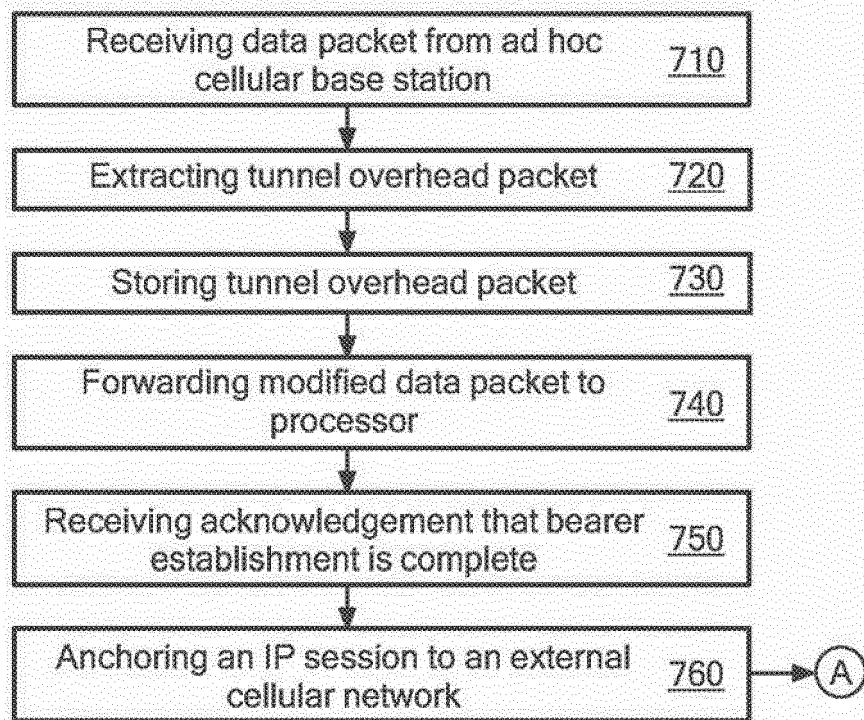 Receiving data packet from ad hoc
cellular base station
710
Extracting tunnel overhead packet
720
Storing tunnel overhead packet
730
Forwarding modified data packet to
processor
740
Receiving acknowledgement that bearer
establishment is complete
750
Anchoring an IP session to an external
cellular network
760
A